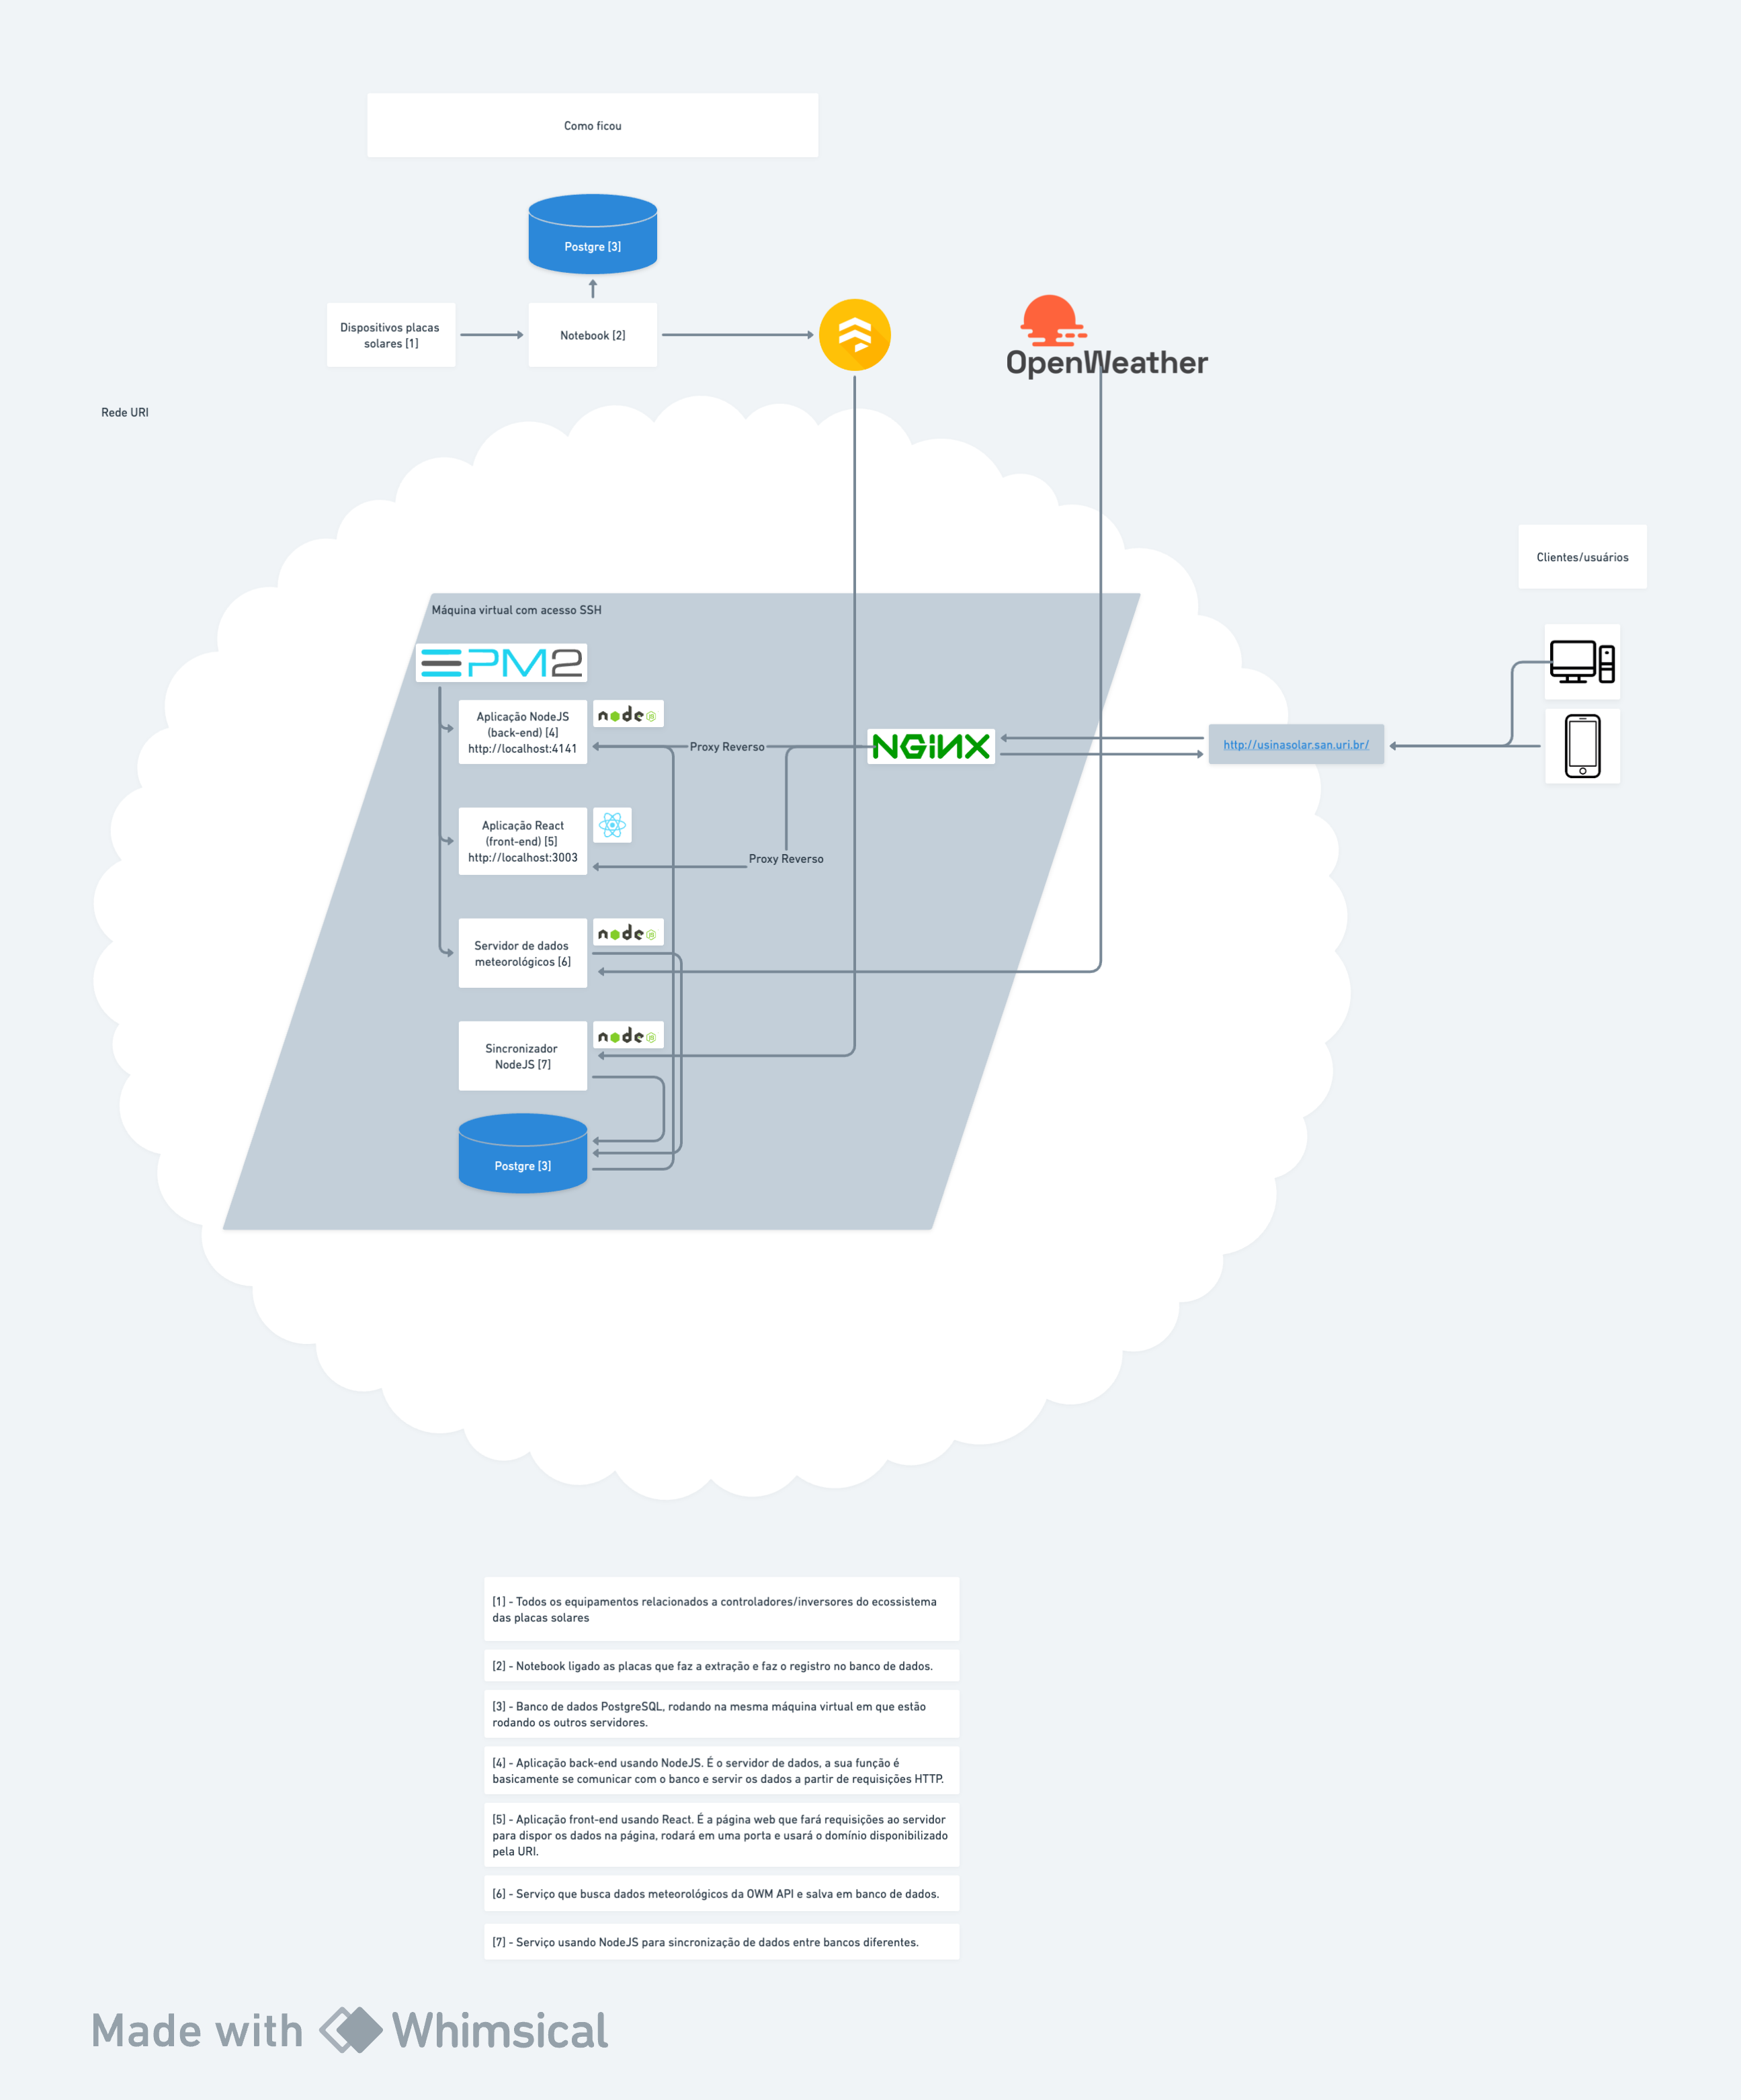 Como ficou
Postgre [3]
Dispositivos placas
solares [1]
Notebook [2]
OpenWeather
Rede URI
Clientes/usuários
Máquina virtual com acesso SSH
PM2
Aplicação NodeJS
(back-end) [4]
http://localhost:4141
node JS
Proxy Reverso
NGINX
http://usinasolar.san.uri.br/
Aplicação React
(front-end) [5]
http://localhost:3003
Proxy Reverso
Servidor de dados
meteorológicos [6]
node JS
Sincronizador
NodeJS [7]
node JS
Postgre [3]
[1] - Todos os equipamentos relacionados a controladores/inversores do ecossistema
das placas solares
[2] - Notebook ligado as placas que faz a extração e faz o registro no banco de dados.
[3] - Banco de dados PostgreSQL, rodando na mesma máquina virtual em que estão
rodando os outros servidores.
[4] - Aplicação back-end usando NodeJS. É o servidor de dados, a sua função é
basicamente se comunicar com o banco e servir os dados a partir de requisições HTTP.
[5] - Aplicação front-end usando React. É a página web que fará requisições ao servidor
para dispor os dados na página, rodará em uma porta e usará o domínio disponibilizado
pela URI.
[6] - Serviço que busca dados meteorológicos da OWM API e salva em banco de dados.
[7] - Serviço usando NodeJS para sincronização de dados entre bancos diferentes.
Made with Whimsical